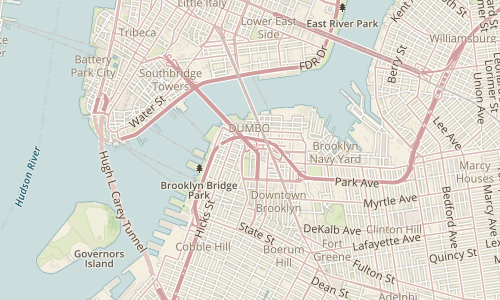 Little Italy
Tribeca
Lower East
Side
East River Park
Kent A
Williamsburg
Battery
Park City
Southbridge
Towers
FDR Dr
Berry St
Water St
Lorimer St
Union Ave
Lee Ave
DUMBO
Brooklyn
Navy Yard
Hudson River
Hugh L. Carey Tunnel
Brooklyn Bridge
Park
Hicks St
Park Ave
Marcy
Houses
Downtown
Brooklyn
Myrtle Ave
Bedford Ave
Marcy Av
DeKalb Ave
Clinton Hill
Lafayette Ave
Fort
Greene
Quincy St
State St
Cobble Hill
Boerum
Hill
Governors
Island
Fulton St
Dean St
Adelphi